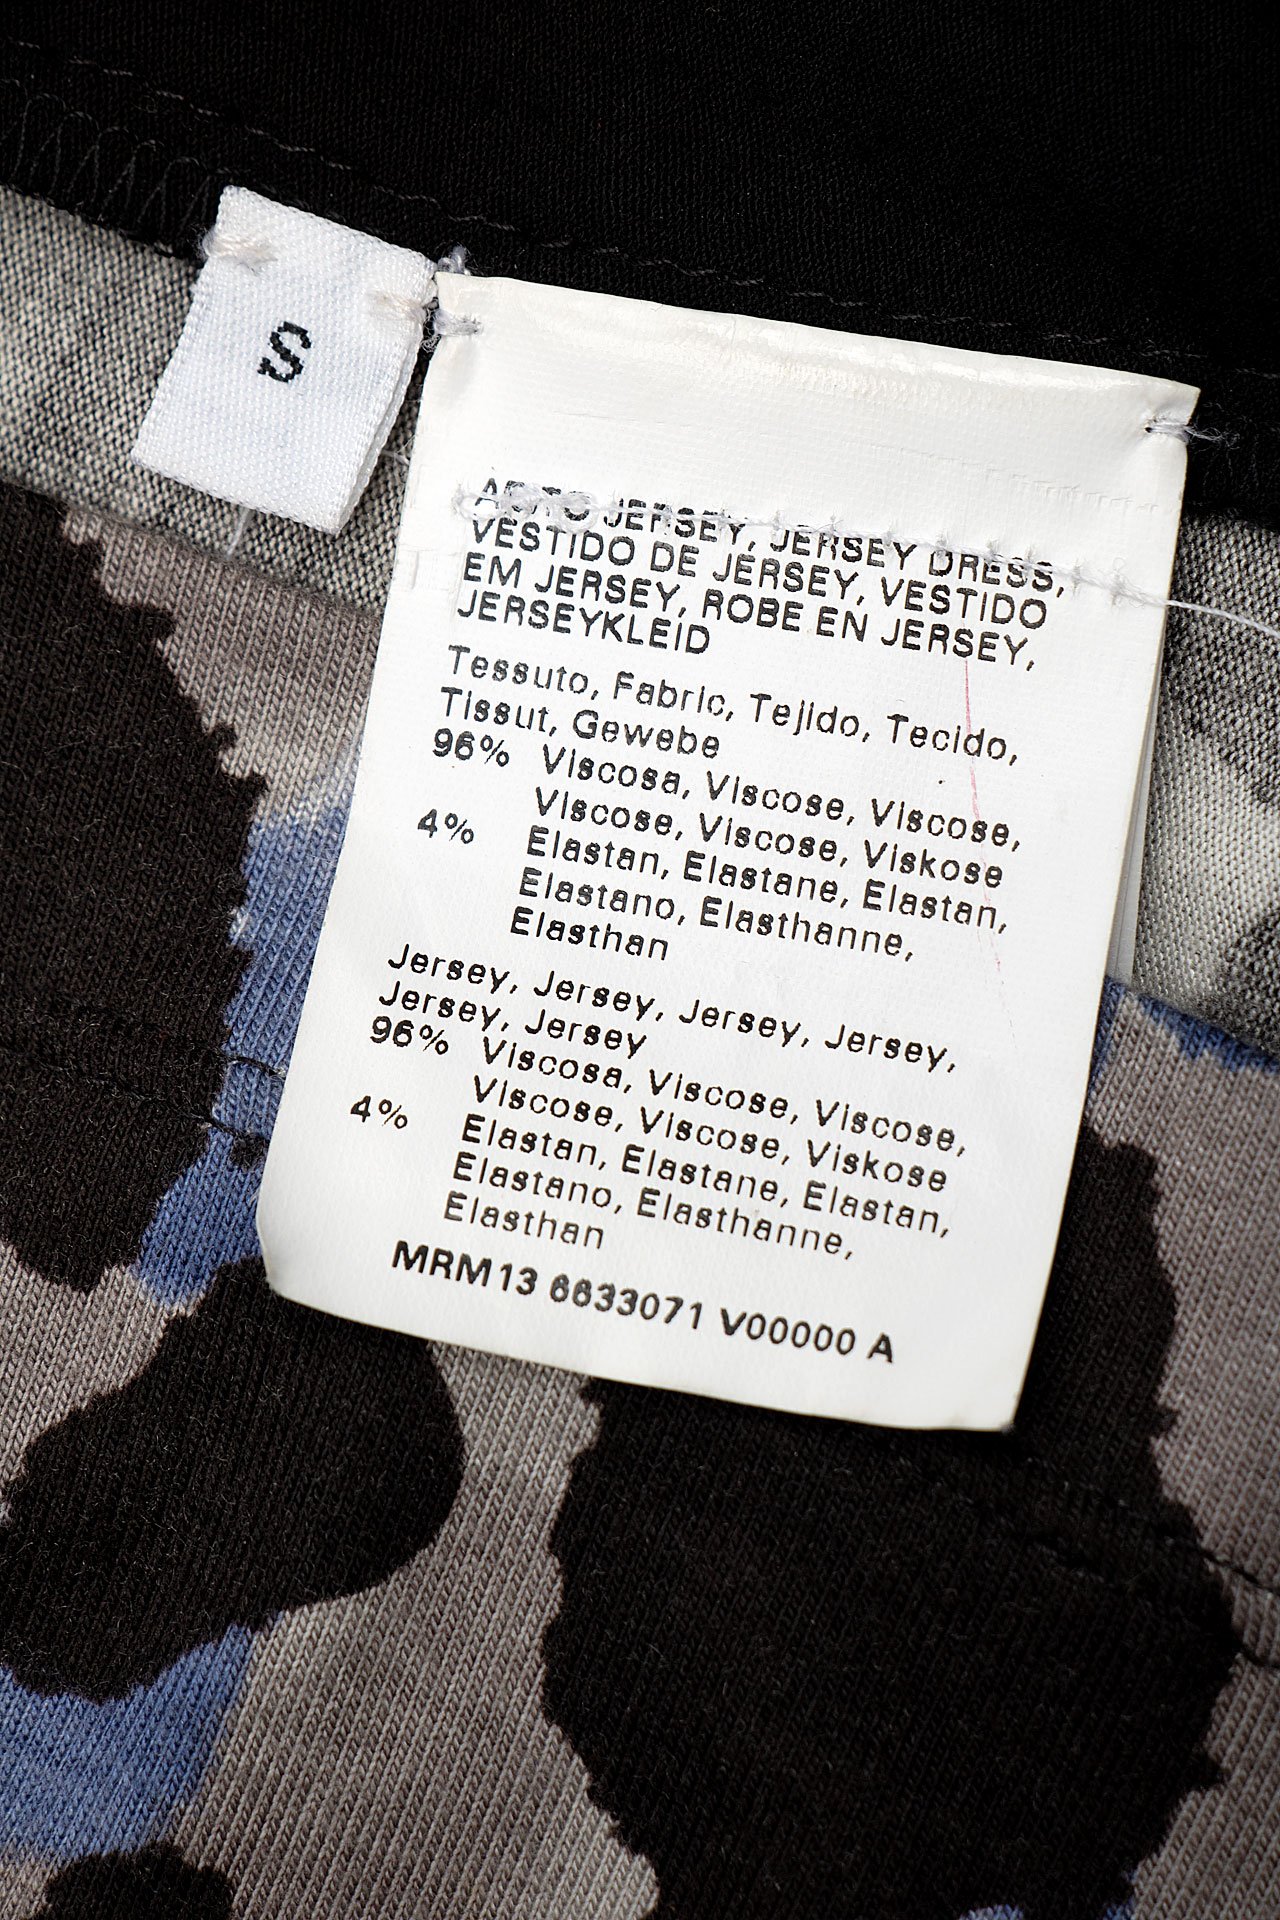 S
ABITO JERSEY, JERSEY DRESS,
VESTIDO DE JERSEY, VESTIDO
EM JERSEY, ROBE EN JERSEY,
JERSEYKLEID
Tessuto, Fabric, Tejido, Tecido,
Tissut, Gewebe
96% Viscosa, Viscose, Viscose,
Viscose, Viscose, Viskose
4% Elastan, Elastane, Elastan,
Elastano, Elasthanne,
Elasthan
Jersey, Jersey, Jersey, Jersey,
Jersey, Jersey
96% Viscosa, Viscose, Viscose,
Viscose, Viscose, Viskose
4% Elastan, Elastane, Elastan,
Elastano, Elasthanne,
Elasthan
MRM13 6633071 V00000 A